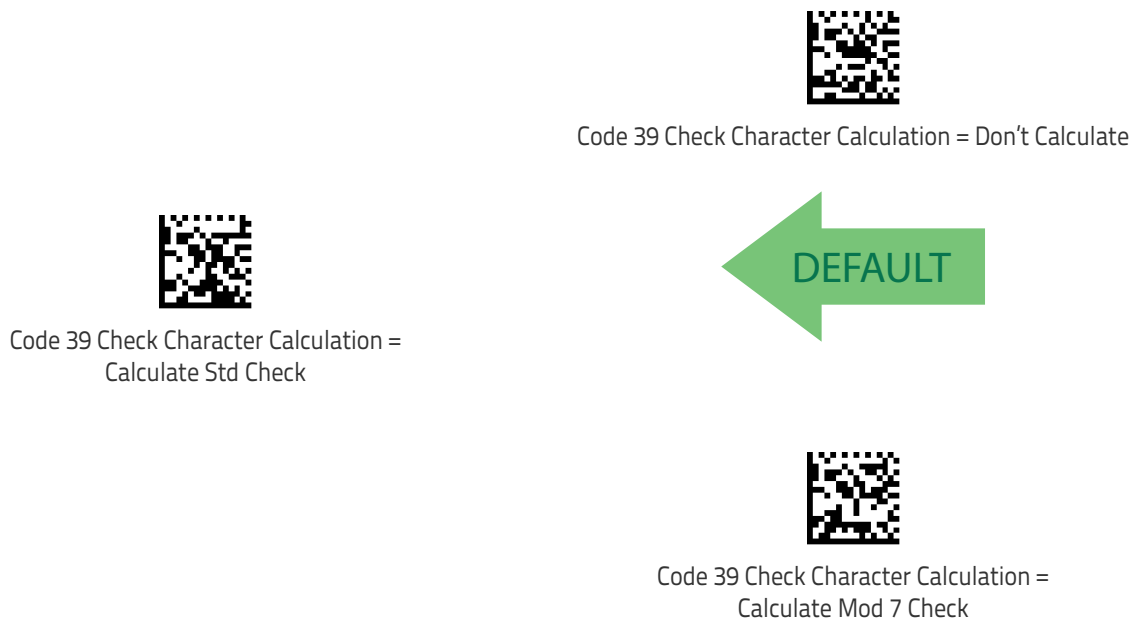 Code 39 Check Character Calculation = Don’t Calculate
DEFAULT
Code 39 Check Character Calculation =
Calculate Std Check
Code 39 Check Character Calculation =
Calculate Mod 7 Check